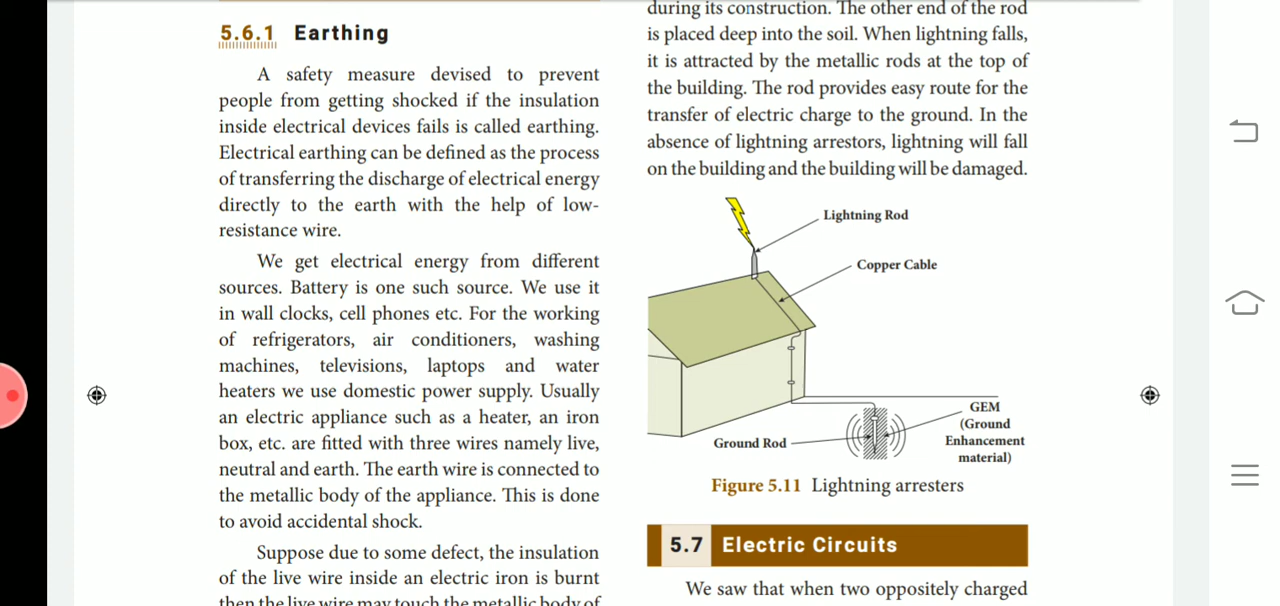 5.6.1 Earthing
A safety measure devised to prevent
people from getting shocked if the insulation
inside electrical devices fails is called earthing.
Electrical earthing can be defined as the process
of transferring the discharge of electrical energy
directly to the earth with the help of low-
resistance wire.
We get electrical energy from different
sources. Battery is one such source. We use it
in wall clocks, cell phones etc. For the working
of refrigerators, air conditioners, washing
machines, televisions, laptops and water
heaters we use domestic power supply. Usually
an electric appliance such as a heater, an iron
box, etc. are fitted with three wires namely live,
neutral and earth. The earth wire is connected to
the metallic body of the appliance. This is done
to avoid accidental shock.
Suppose due to some defect, the insulation
of the live wire inside an electric iron is burnt
then the live wire may touch the metallic body of
during its construction. The other end of the rod
is placed deep into the soil. When lightning falls,
it is attracted by the metallic rods at the top of
the building. The rod provides easy route for the
transfer of electric charge to the ground. In the
absence of lightning arrestors, lightning will fall
on the building and the building will be damaged.
Lightning Rod
Copper Cable
GEM
(Ground
Enhancement
material)
Ground Rod
Figure 5.11 Lightning arresters
5.7 Electric Circuits
We saw that when two oppositely charged